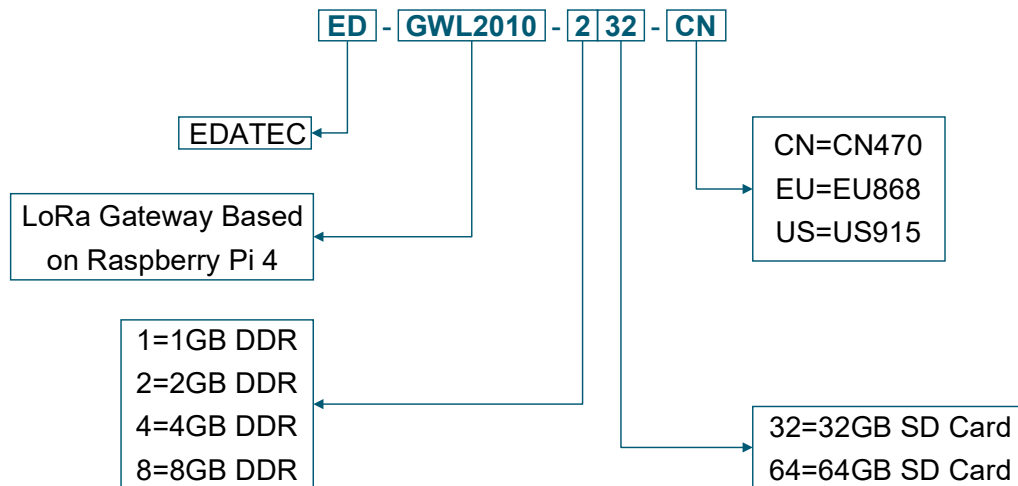 ED - GWL2010 - 2 32 - CN
EDATEC
CN=CN470
EU=EU868
US=US915
LoRa Gateway Based
on Raspberry Pi 4
1=1GB DDR
2=2GB DDR
4=4GB DDR
8=8GB DDR
32=32GB SD Card
64=64GB SD Card